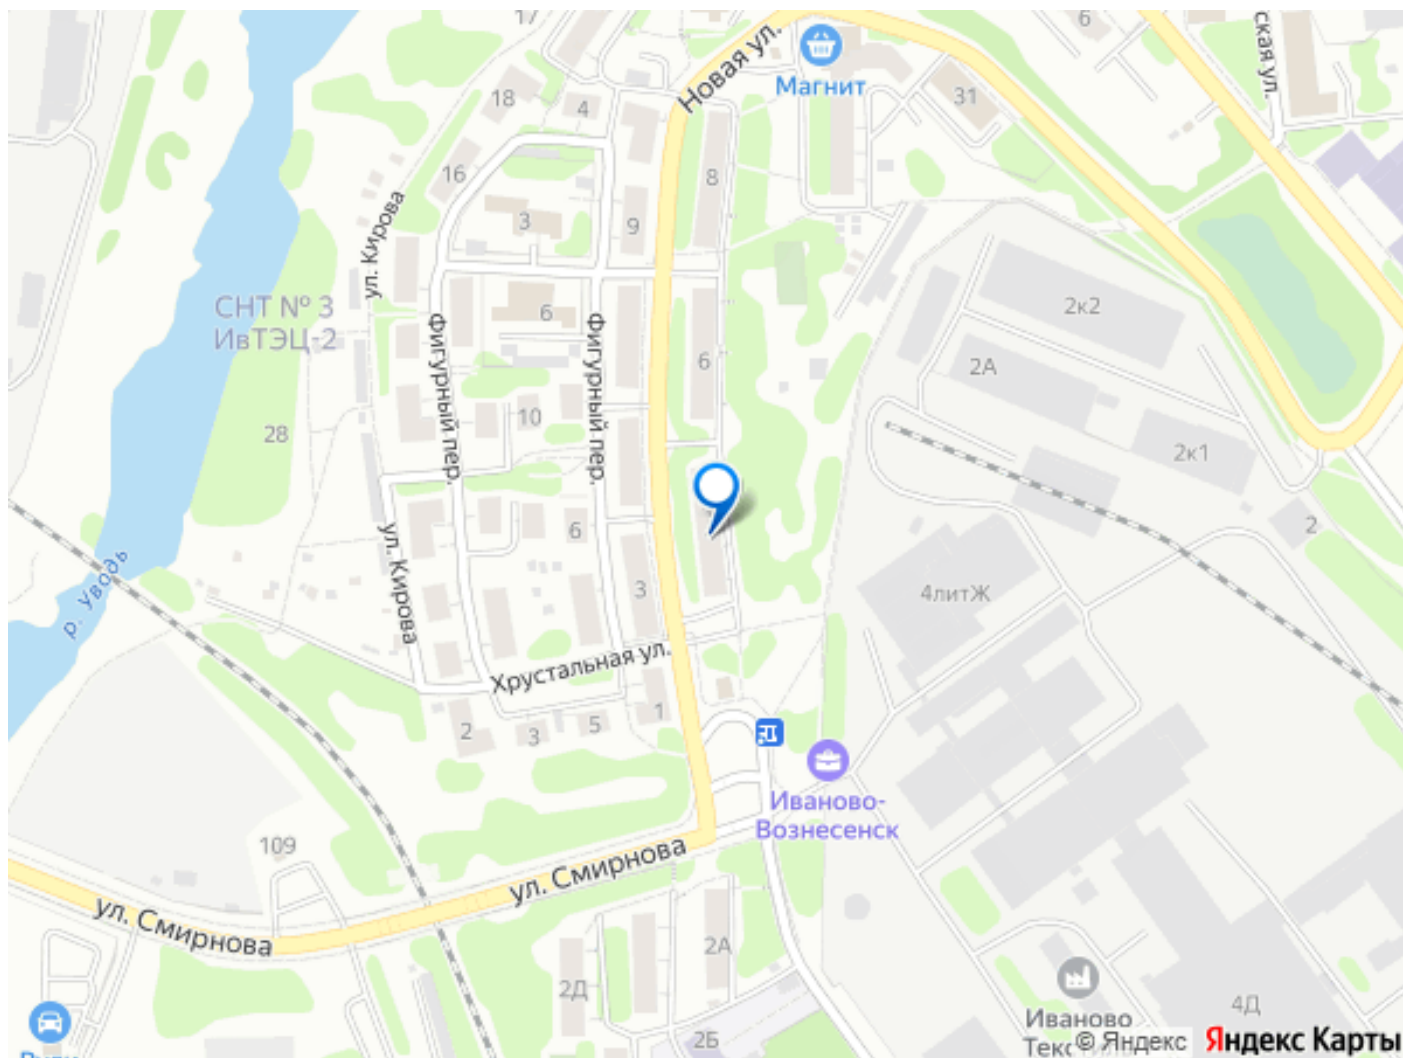 17
6
ская ул.
Новая ул.
Магнит
18
4
31
16
8
ул. Кирова
3
9
СНТ № 3
ИвТЭЦ-2
6
2к2
Фигурный пер.
Фигурный пер.
6
2А
10
28
2к1
2
ул. Кирова
6
р. Уводь
3
4литЖ
Хрустальная ул.
2
3
5
1
Иваново-
Вознесенск
109
ул. Смирнова
ул. Смирнова
2А
2Д
4Д
2Б
Иваново
© Яндекс
Яндекс Карты